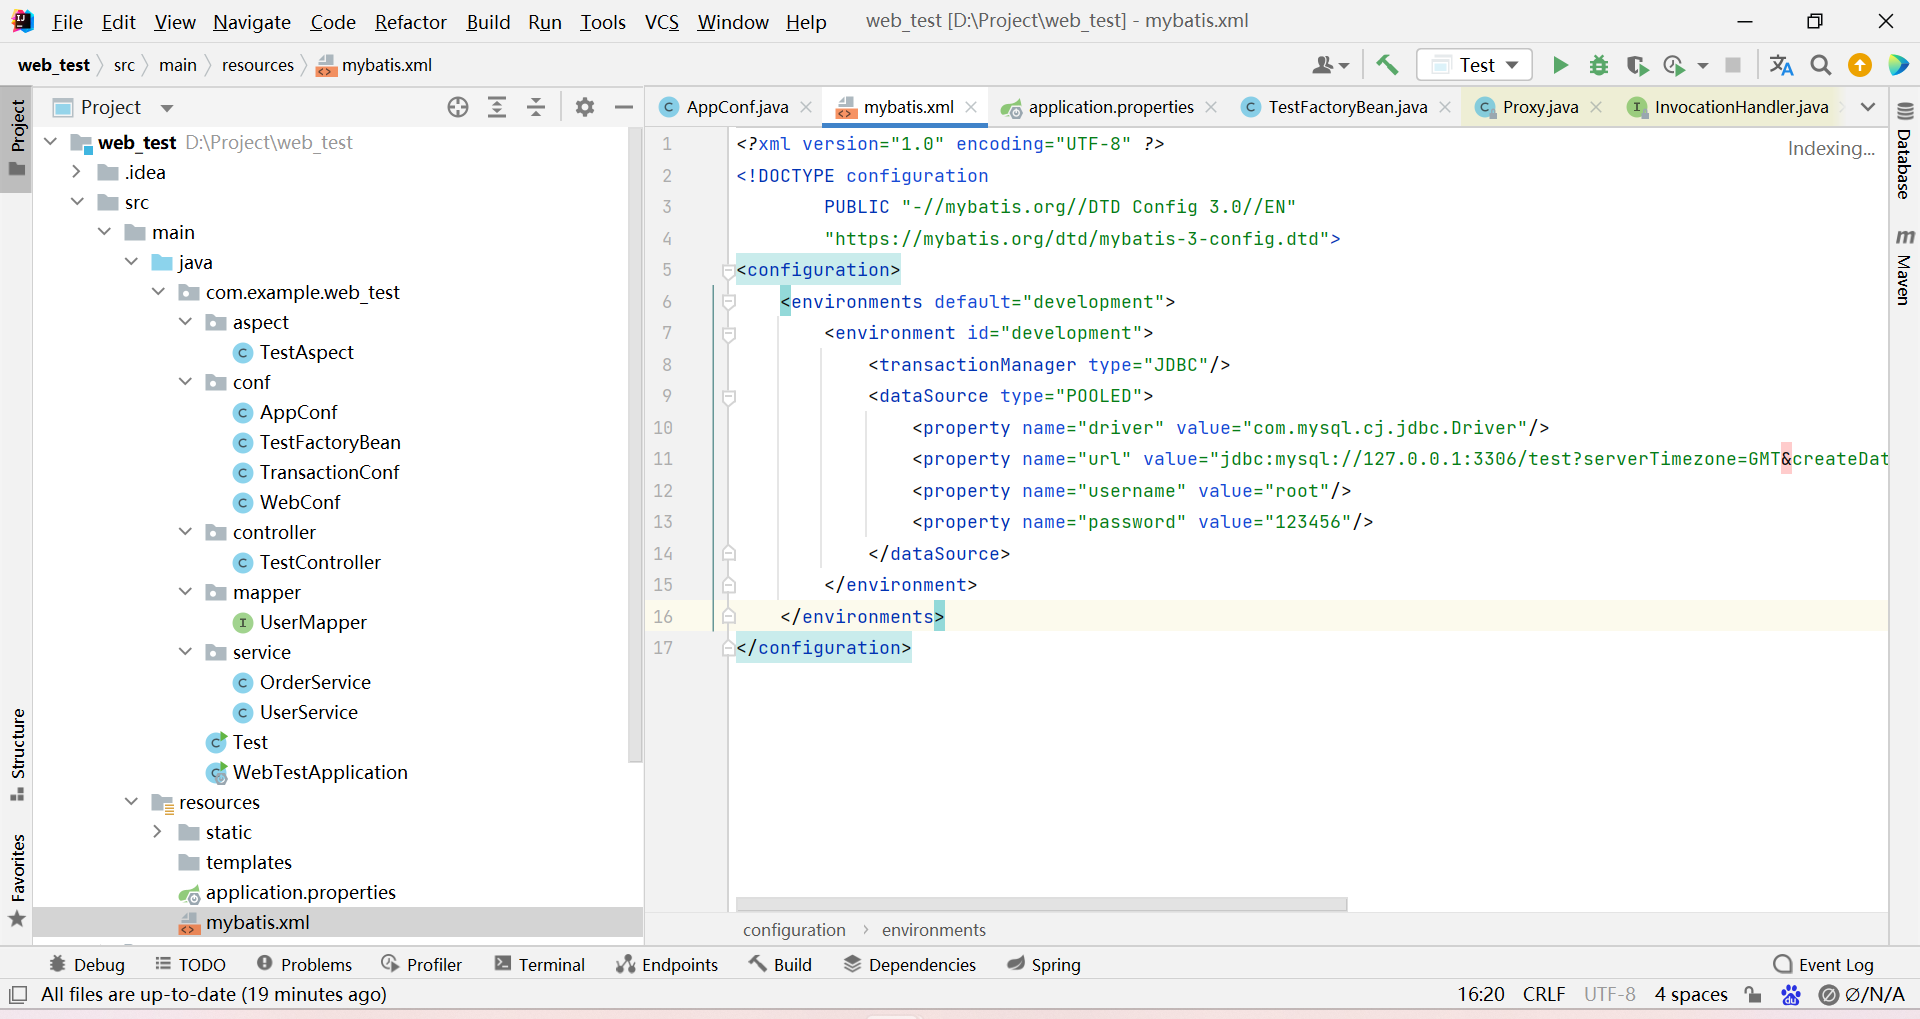 File Edit View Navigate Code Refactor Build Run Tools VCS Window Help web_test [D:\Project\web_test] - mybatis.xml
web_test src main resources mybatis.xml Test
Project AppConf.java mybatis.xml application.properties TestFactoryBean.java Proxy.java InvocationHandler.java
Project
Structure
Favorites
web_test D:\Project\web_test
.idea
src
main
java
com.example.web_test
aspect
TestAspect
conf
AppConf
TestFactoryBean
TransactionConf
WebConf
controller
TestController
mapper
UserMapper
service
OrderService
UserService
Test
WebTestApplication
resources
static
templates
application.properties
mybatis.xml
1 <?xml version="1.0" encoding="UTF-8" ?>
Indexing...
2 <!DOCTYPE configuration
3 PUBLIC "-//mybatis.org//DTD Config 3.0//EN"
4 "https://mybatis.org/dtd/mybatis-3-config.dtd">
5 <configuration>
6 <environments default="development">
7 <environment id="development">
8 <transactionManager type="JDBC"/>
9 <dataSource type="POOLED">
10 <property name="driver" value="com.mysql.cj.jdbc.Driver"/>
11 <property name="url" value="jdbc:mysql://127.0.0.1:3306/test?serverTimezone=GMT&createDat
12 <property name="username" value="root"/>
13 <property name="password" value="123456"/>
14 </dataSource>
15 </environment>
16 </environments>
17 </configuration>
Database
m Maven
configuration environments
Debug TODO Problems Profiler Terminal Endpoints Build Dependencies Spring Event Log
All files are up-to-date (19 minutes ago) 16:20 CRLF UTF-8 4 spaces du ∅/N/A